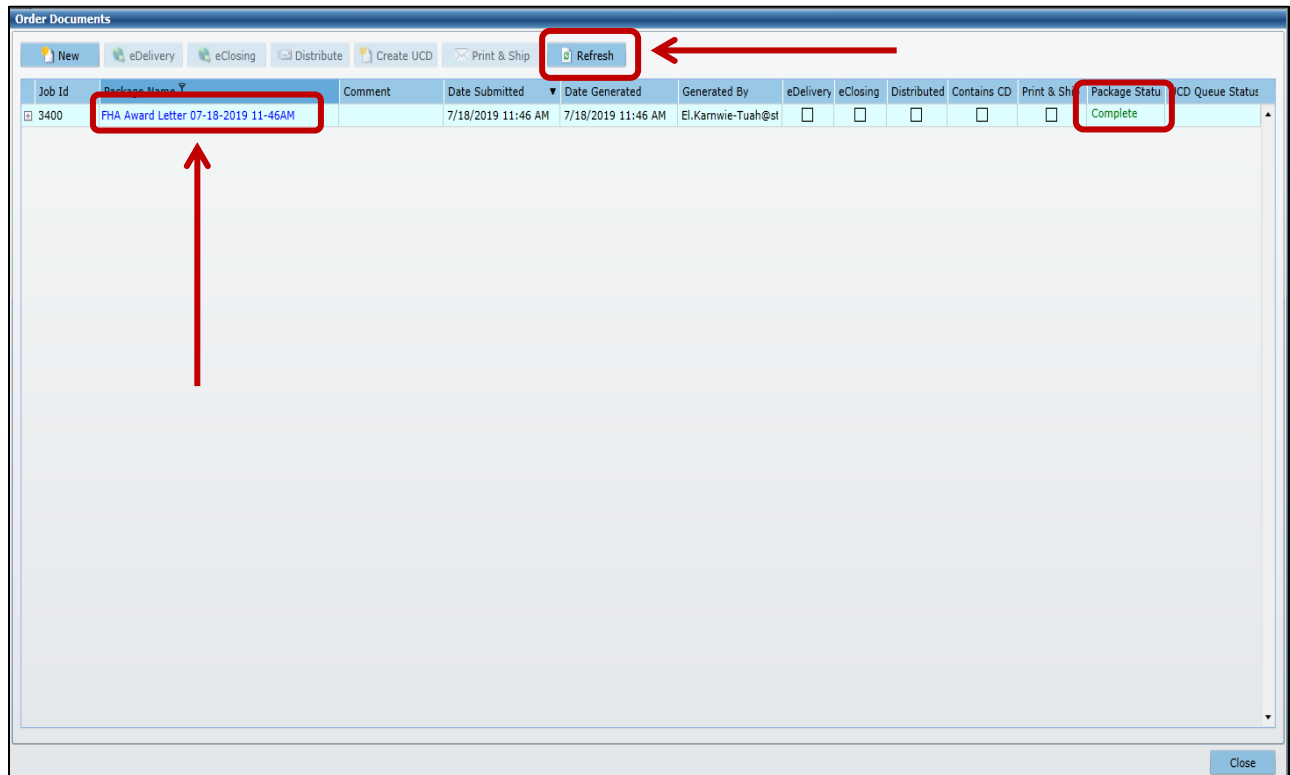 Order Documents
New eDelivery eClosing Distribute Create UCD Print & Ship Refresh
Job Id Package Name Comment Date Submitted Date Generated Generated By eDelivery eClosing Distributed Contains CD Print & Ship Package Statu UCD Queue Status
3400 FHA Award Letter 07-18-2019 11-46AM 7/18/2019 11:46 AM 7/18/2019 11:46 AM El.Karnwie-Tuah@st Complete
Close